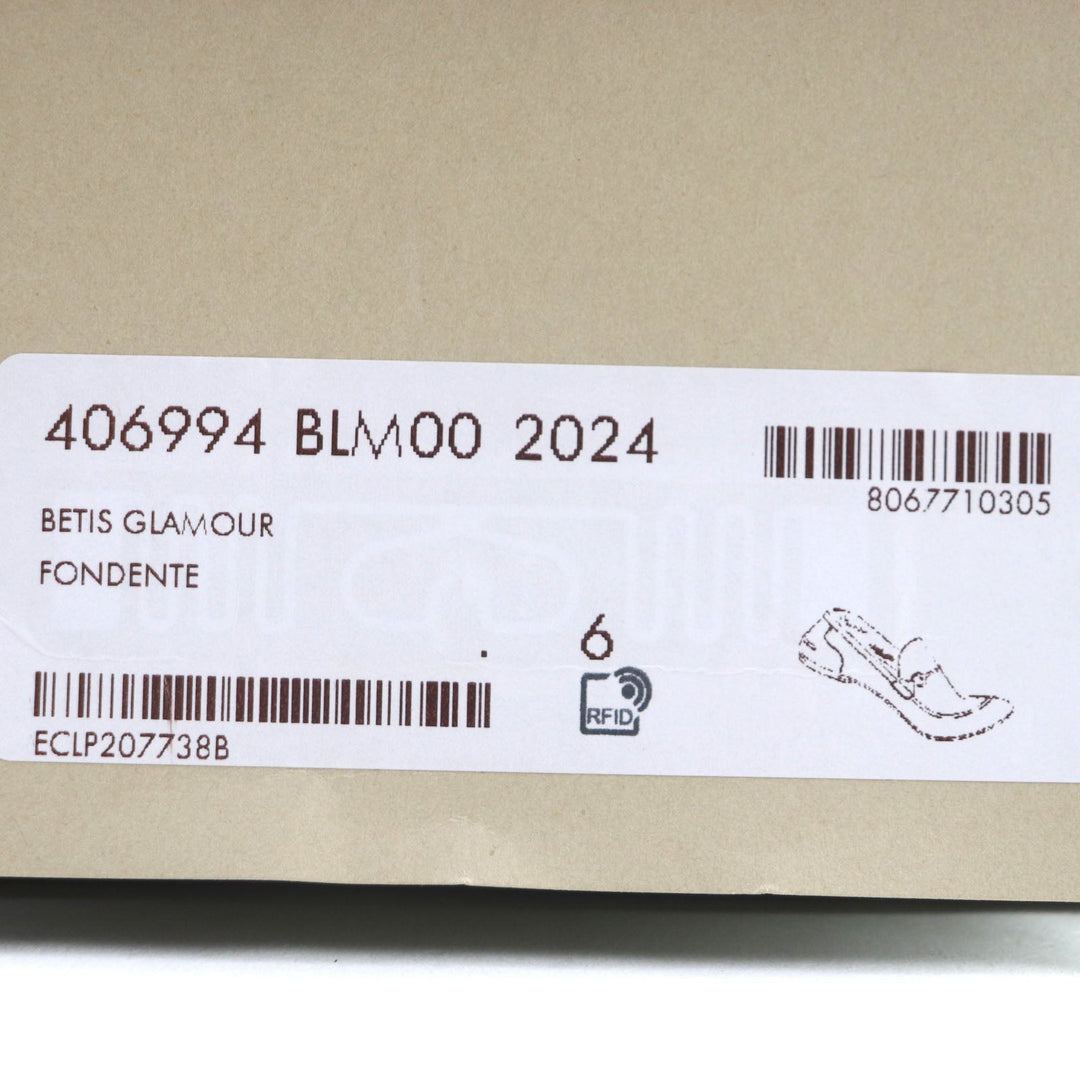 406994 BLM00 2024
8067710305
BETIS GLAMOUR
FONDENTE
. 6
RFID
ECLP207738B